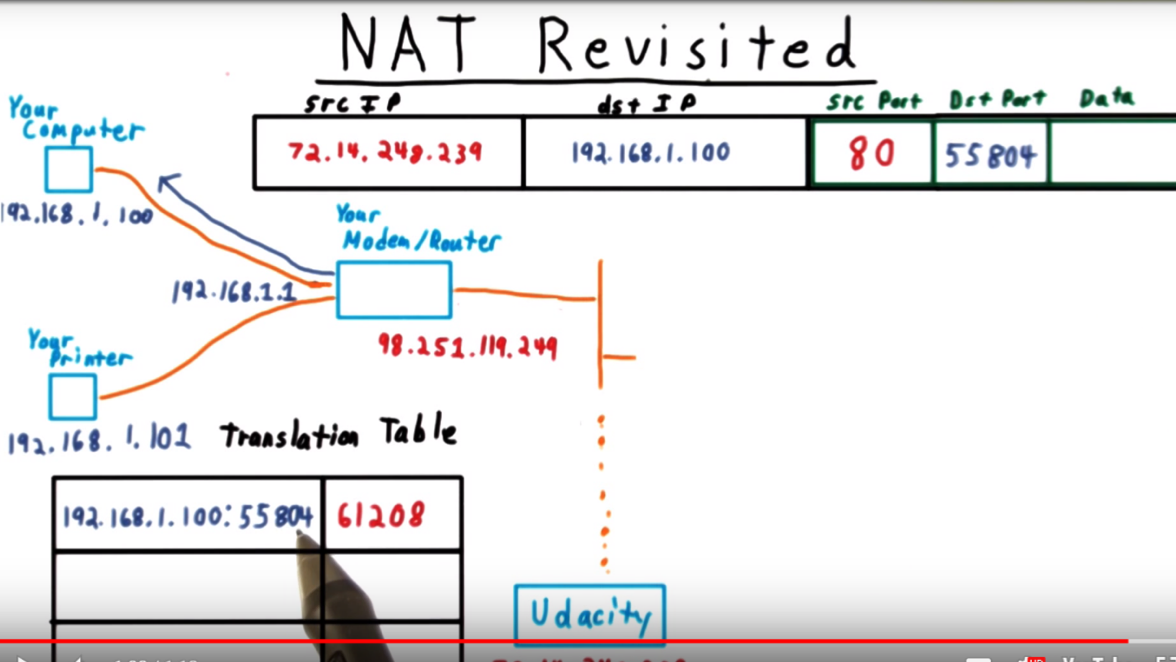 NAT Revisited
src IP dst IP Src Port Dst Port Data
72.14.248.239 192.168.1.100 80 55804
Your
Computer
192.168.1.100
Your
Modem/Router
192.168.1.1
98.251.119.249
Your
Printer
192.168.1.101
Translation Table
192.168.1.100:55804 61208
Udacity